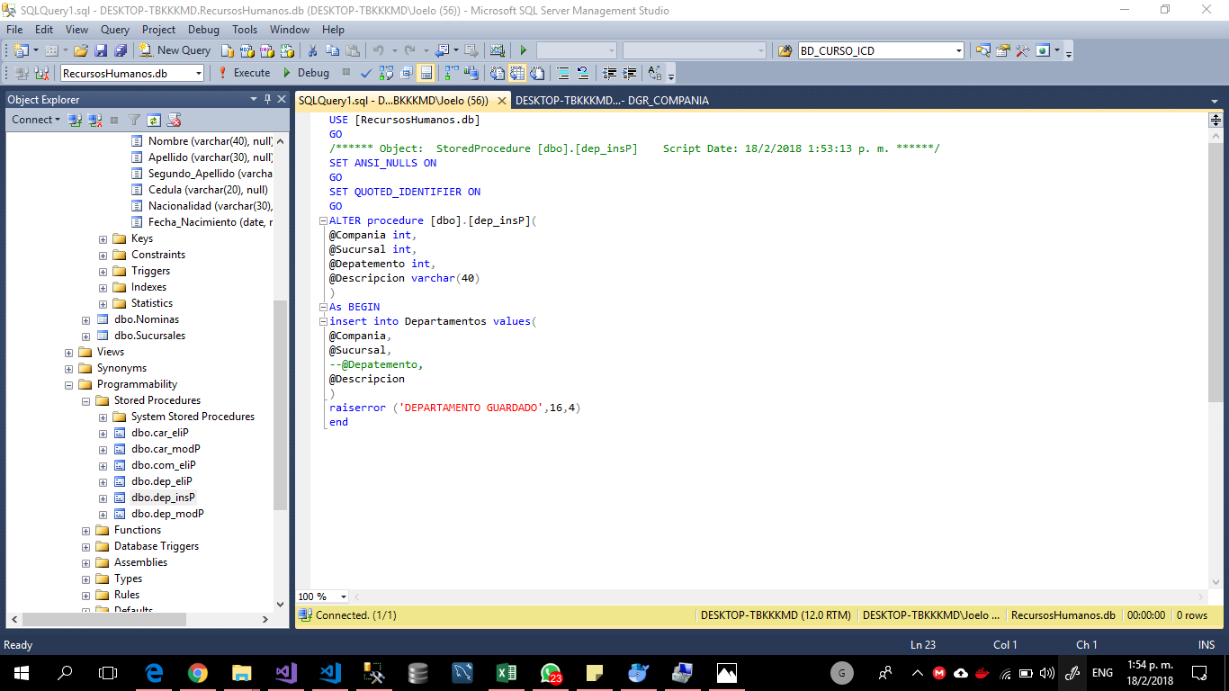 SQLQuery1.sql - DESKTOP-TBKKKMD.RecursosHumanos.db (DESKTOP-TBKKKMD\Joelo (56)) - Microsoft SQL Server Management Studio
File Edit View Query Project Debug Tools Window Help
New Query BD_CURSO_ICD
RecursosHumanos.db Execute Debug
Object Explorer
Connect
Nombre (varchar(40), null)
Apellido (varchar(30), null)
Segundo_Apellido (varcha
Cedula (varchar(20), null)
Nacionalidad (varchar(30),
Fecha_Nacimiento (date, r
Keys
Constraints
Triggers
Indexes
Statistics
dbo.Nominas
dbo.Sucursales
Views
Synonyms
Programmability
Stored Procedures
System Stored Procedures
dbo.car_eliP
dbo.car_modP
dbo.com_eliP
dbo.dep_eliP
dbo.dep_insP
dbo.dep_modP
Functions
Database Triggers
Assemblies
Types
Rules
Defaults
SQLQuery1.sql - D...BKKKMD\Joelo (56)) DESKTOP-TBKKKMD...- DGR_COMPANIA
USE [RecursosHumanos.db]
GO
/****** Object:  StoredProcedure [dbo].[dep_insP]    Script Date: 18/2/2018 1:53:13 p. m. ******/
SET ANSI_NULLS ON
GO
SET QUOTED_IDENTIFIER ON
GO
ALTER procedure [dbo].[dep_insP](
@Compania int,
@Sucursal int,
@Depatemento int,
@Descripcion varchar(40)
)
As BEGIN
insert into Departamentos values(
@Compania,
@Sucursal,
--@Depatemento,
@Descripcion
)
raiserror ('DEPARTAMENTO GUARDADO',16,4)
end
100 %
Connected. (1/1) DESKTOP-TBKKKMD (12.0 RTM) DESKTOP-TBKKKMD\Joelo ... RecursosHumanos.db 00:00:00 0 rows
Ready Ln 23 Col 1 Ch 1 INS
23 G M ENG 1:54 p. m.
18/2/2018